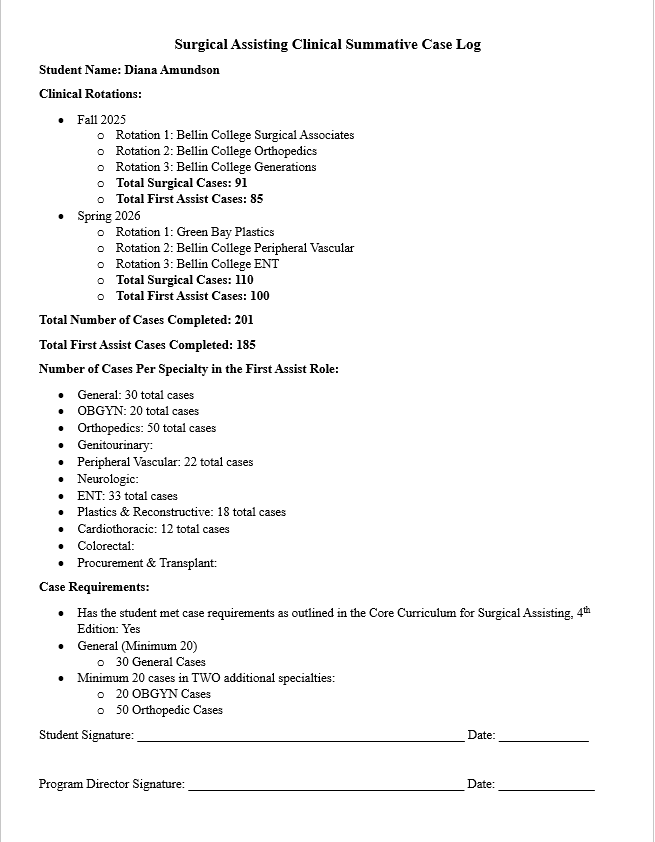 Surgical Assisting Clinical Summative Case Log
Student Name: Diana Amundson
Clinical Rotations:
• Fall 2025
o Rotation 1: Bellin College Surgical Associates
o Rotation 2: Bellin College Orthopedics
o Rotation 3: Bellin College Generations
o Total Surgical Cases: 91
o Total First Assist Cases: 85
• Spring 2026
o Rotation 1: Green Bay Plastics
o Rotation 2: Bellin College Peripheral Vascular
o Rotation 3: Bellin College ENT
o Total Surgical Cases: 110
o Total First Assist Cases: 100
Total Number of Cases Completed: 201
Total First Assist Cases Completed: 185
Number of Cases Per Specialty in the First Assist Role:
• General: 30 total cases
• OBGYN: 20 total cases
• Orthopedics: 50 total cases
• Genitourinary:
• Peripheral Vascular: 22 total cases
• Neurologic:
• ENT: 33 total cases
• Plastics & Reconstructive: 18 total cases
• Cardiothoracic: 12 total cases
• Colorectal:
• Procurement & Transplant:
Case Requirements:
• Has the student met case requirements as outlined in the Core Curriculum for Surgical Assisting, 4th
Edition: Yes
• General (Minimum 20)
o 30 General Cases
• Minimum 20 cases in TWO additional specialties:
o 20 OBGYN Cases
o 50 Orthopedic Cases
Student Signature: ____________________ Date: __________
Program Director Signature: ____________________ Date: __________